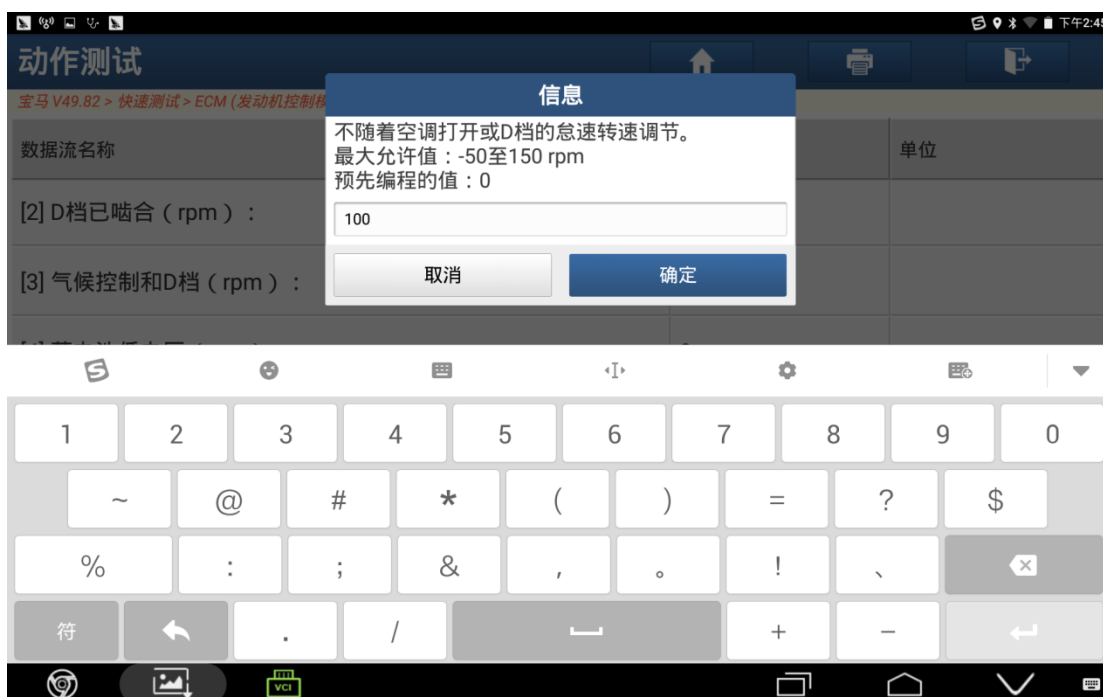 下午2:45
动作测试
宝马 V49.82 > 快速测试 > ECM (发动机控制模
信息
不随着空调打开或D档的怠速转速调节。
最大允许值：-50至150 rpm
预先编程的值：0
100
取消
确定
数据流名称
单位
[2] D档已啮合（rpm）：
[3] 气候控制和D档（rpm）：
1 2 3 4 5 6 7 8 9 0
~ @ # * ( ) = ? $
% : ; & , 。 ! 、
符 . / + −
VCI